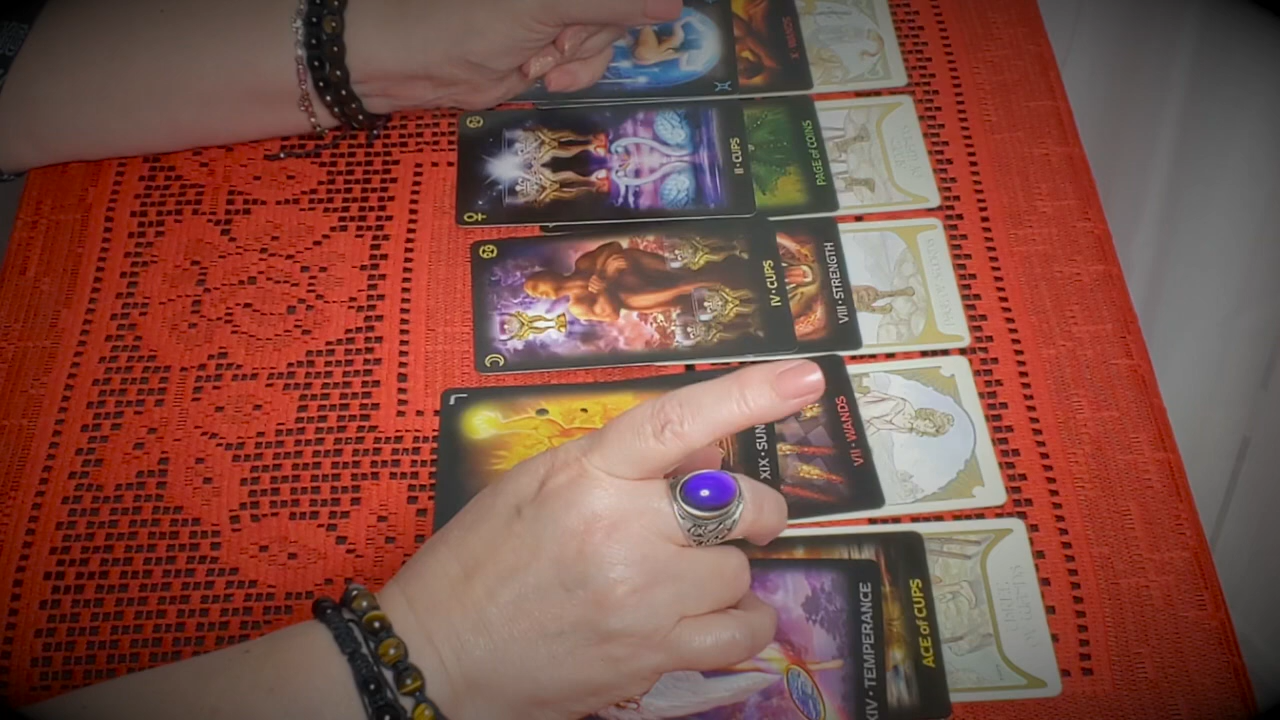 X • WANDS
II • CUPS
PAGE of COINS
IV • CUPS
VIII • STRENGTH
XIX • SUN
VII • WANDS
XIV • TEMPERANCE
ACE of CUPS